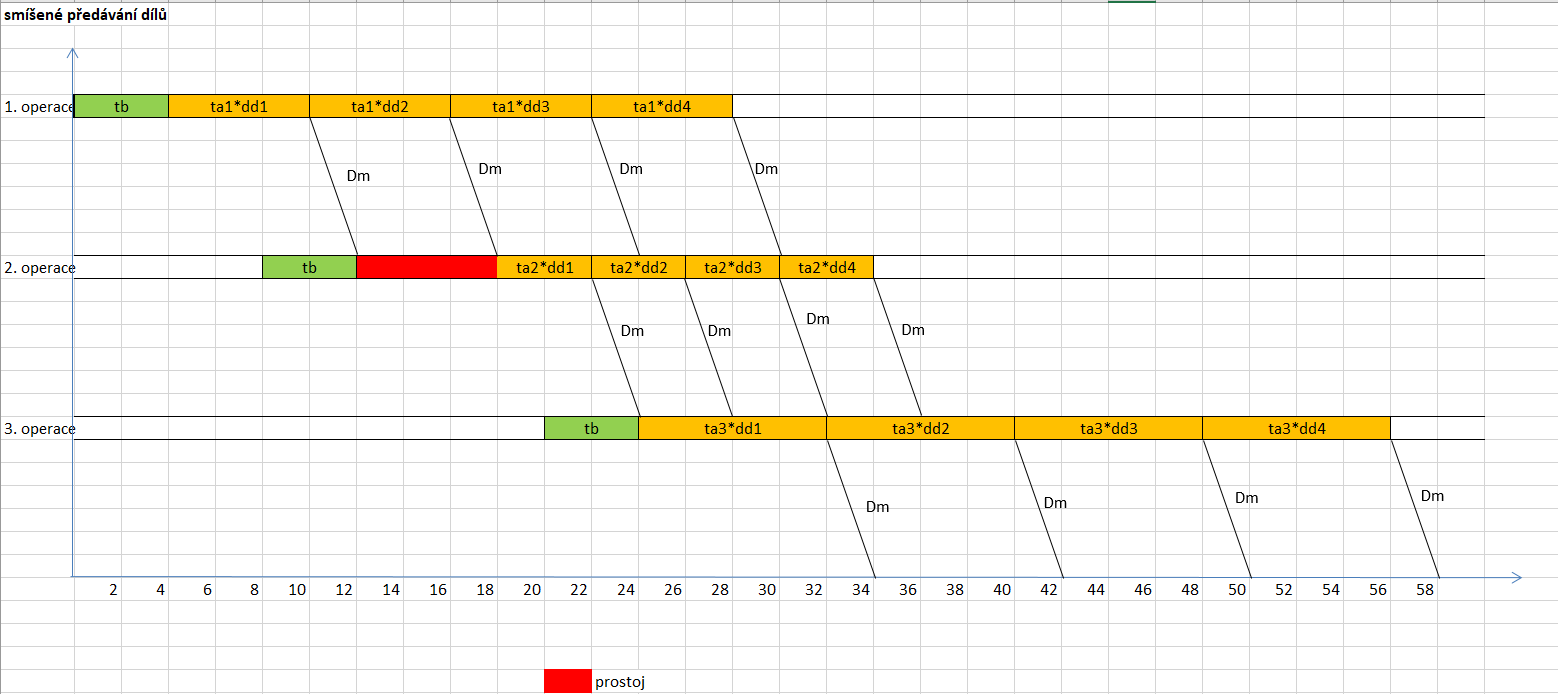 smíšené předávání dílů
1. operace tb ta1*dd1 ta1*dd2 ta1*dd3 ta1*dd4
Dm Dm Dm Dm
2. operace tb ta2*dd1 ta2*dd2 ta2*dd3 ta2*dd4
Dm Dm Dm Dm
3. operace tb ta3*dd1 ta3*dd2 ta3*dd3 ta3*dd4
Dm Dm Dm Dm
2 4 6 8 10 12 14 16 18 20 22 24 26 28 30 32 34 36 38 40 42 44 46 48 50 52 54 56 58
prostoj